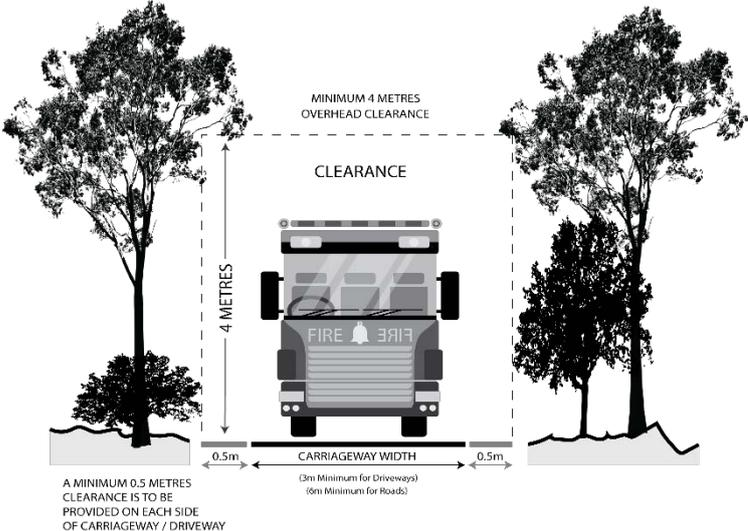 MINIMUM 4 METRES
OVERHEAD CLEARANCE
CLEARANCE
4 METRES
FIRE ƎЯIꟻ
0.5m
CARRIAGEWAY WIDTH
0.5m
(3m Minimum for Driveways)
(6m Minimum for Roads)
A MINIMUM 0.5 METRES
CLEARANCE IS TO BE
PROVIDED ON EACH SIDE
OF CARRIAGEWAY / DRIVEWAY